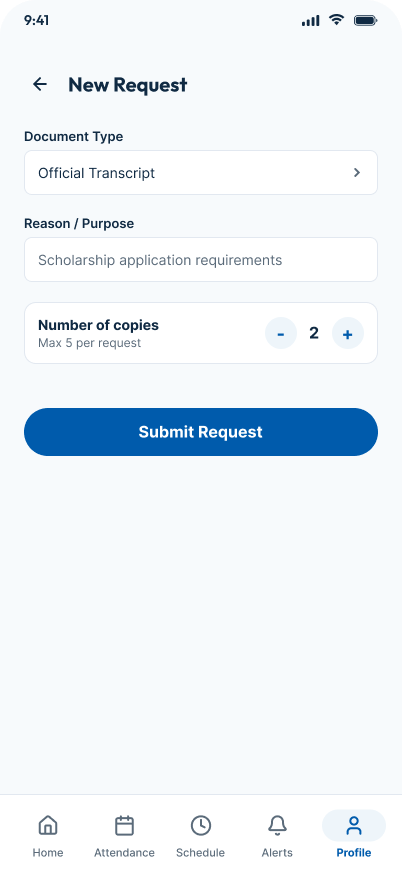 9:41
New Request
Document Type
Official Transcript
Reason / Purpose
Scholarship application requirements
Number of copies
Max 5 per request
- 2 +
Submit Request
Home Attendance Schedule Alerts Profile